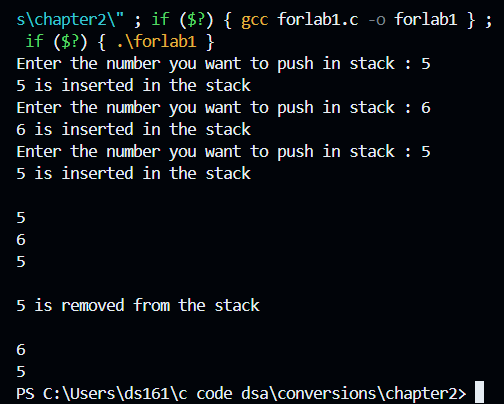 s\chapter2\" ; if ($?) { gcc forlab1.c -o forlab1 } ;
if ($?) { .\forlab1 }
Enter the number you want to push in stack : 5
5 is inserted in the stack
Enter the number you want to push in stack : 6
6 is inserted in the stack
Enter the number you want to push in stack : 5
5 is inserted in the stack
5
6
5
5 is removed from the stack
6
5
PS C:\Users\ds161\c code dsa\conversions\chapter2>